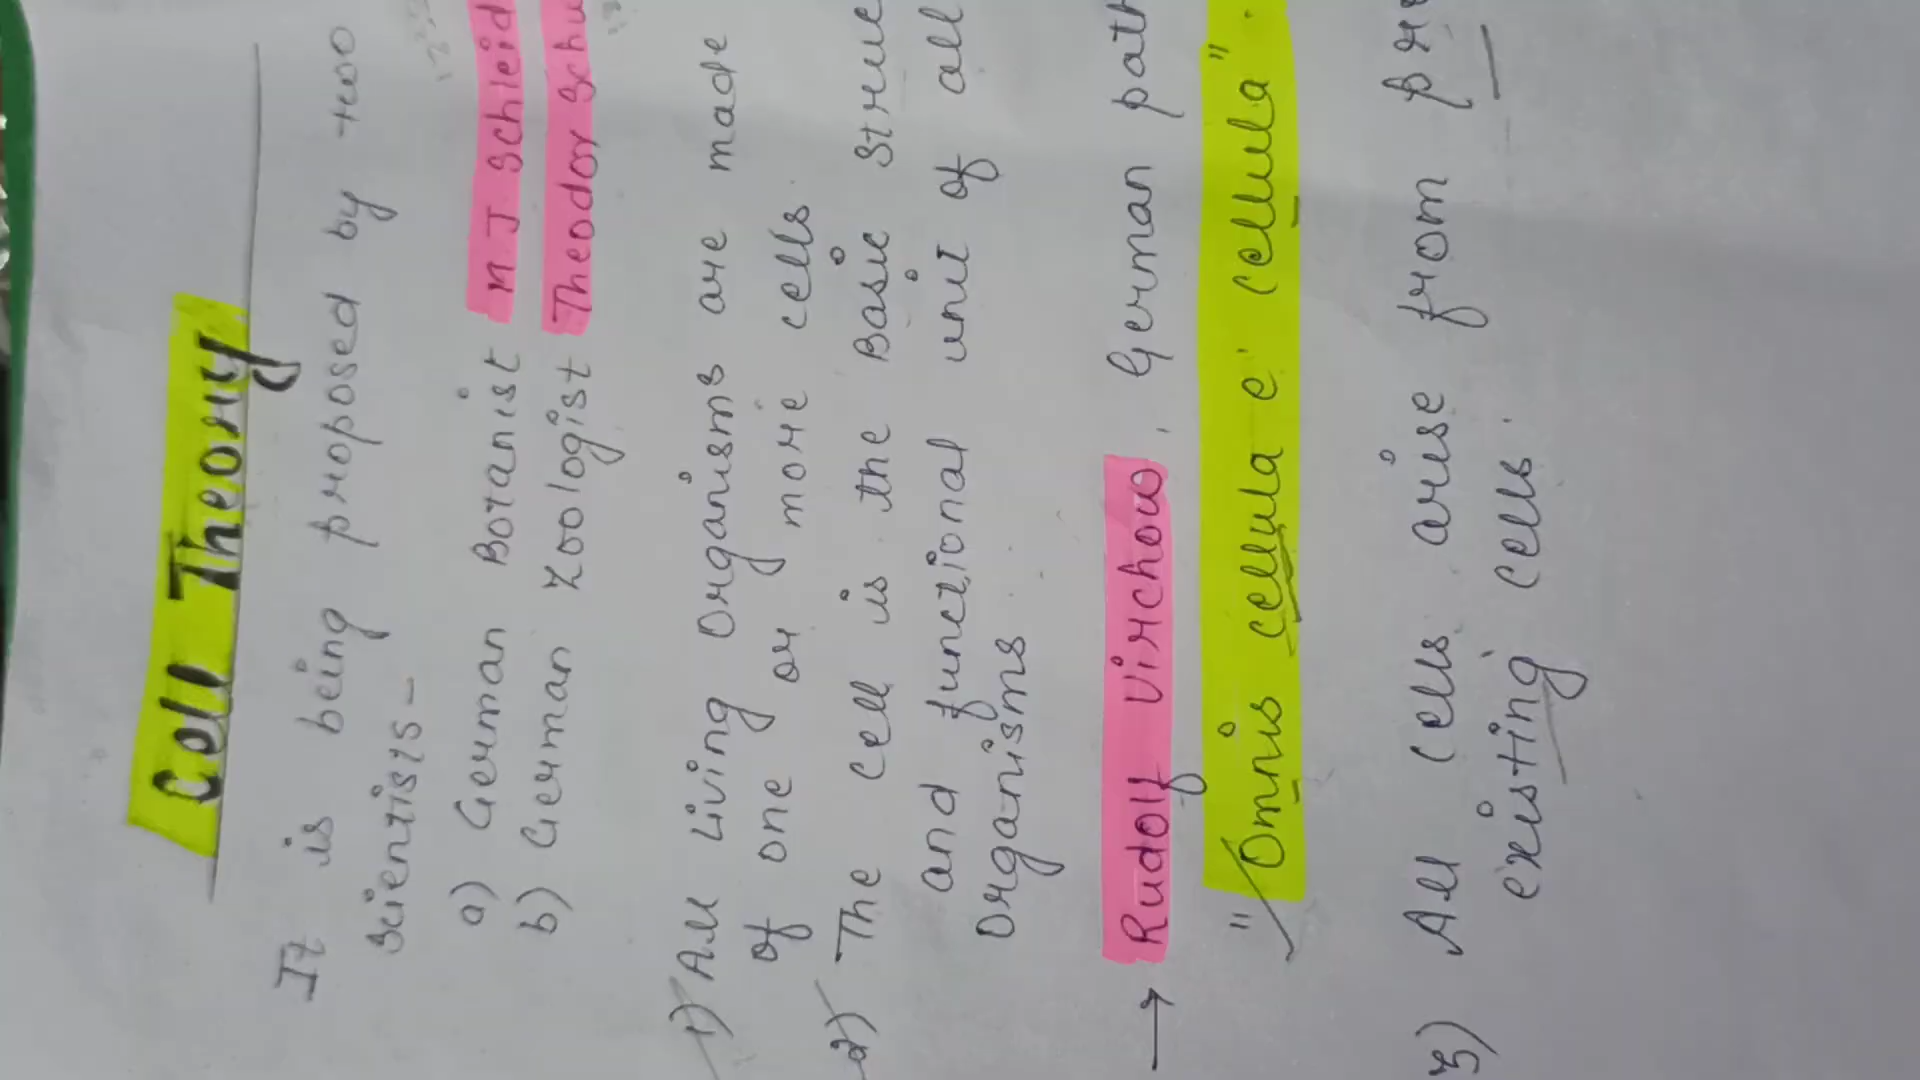 Cell Theory
It is being proposed by two
scientists-
a) German Botanist M J Schleid
b) German Zoologist Theodor Schw
1) All Living Organisms are made
of one or more cells
2) The cell is the Basic struc
and functional unit of all
Organisms
→ Rudolf Virchow, German path
"Omnis cellula e cellula"
3) All cells arise from pre
existing cells.